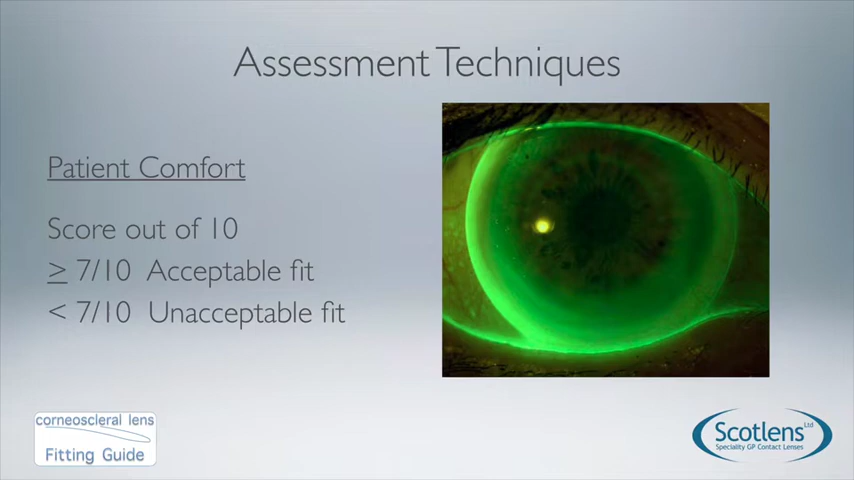 Assessment Techniques
Patient Comfort
Score out of 10
≥ 7/10 Acceptable fit
< 7/10 Unacceptable fit
corneoscleral lens
Fitting Guide
Scotlens Ltd
Speciality GP Contact Lenses